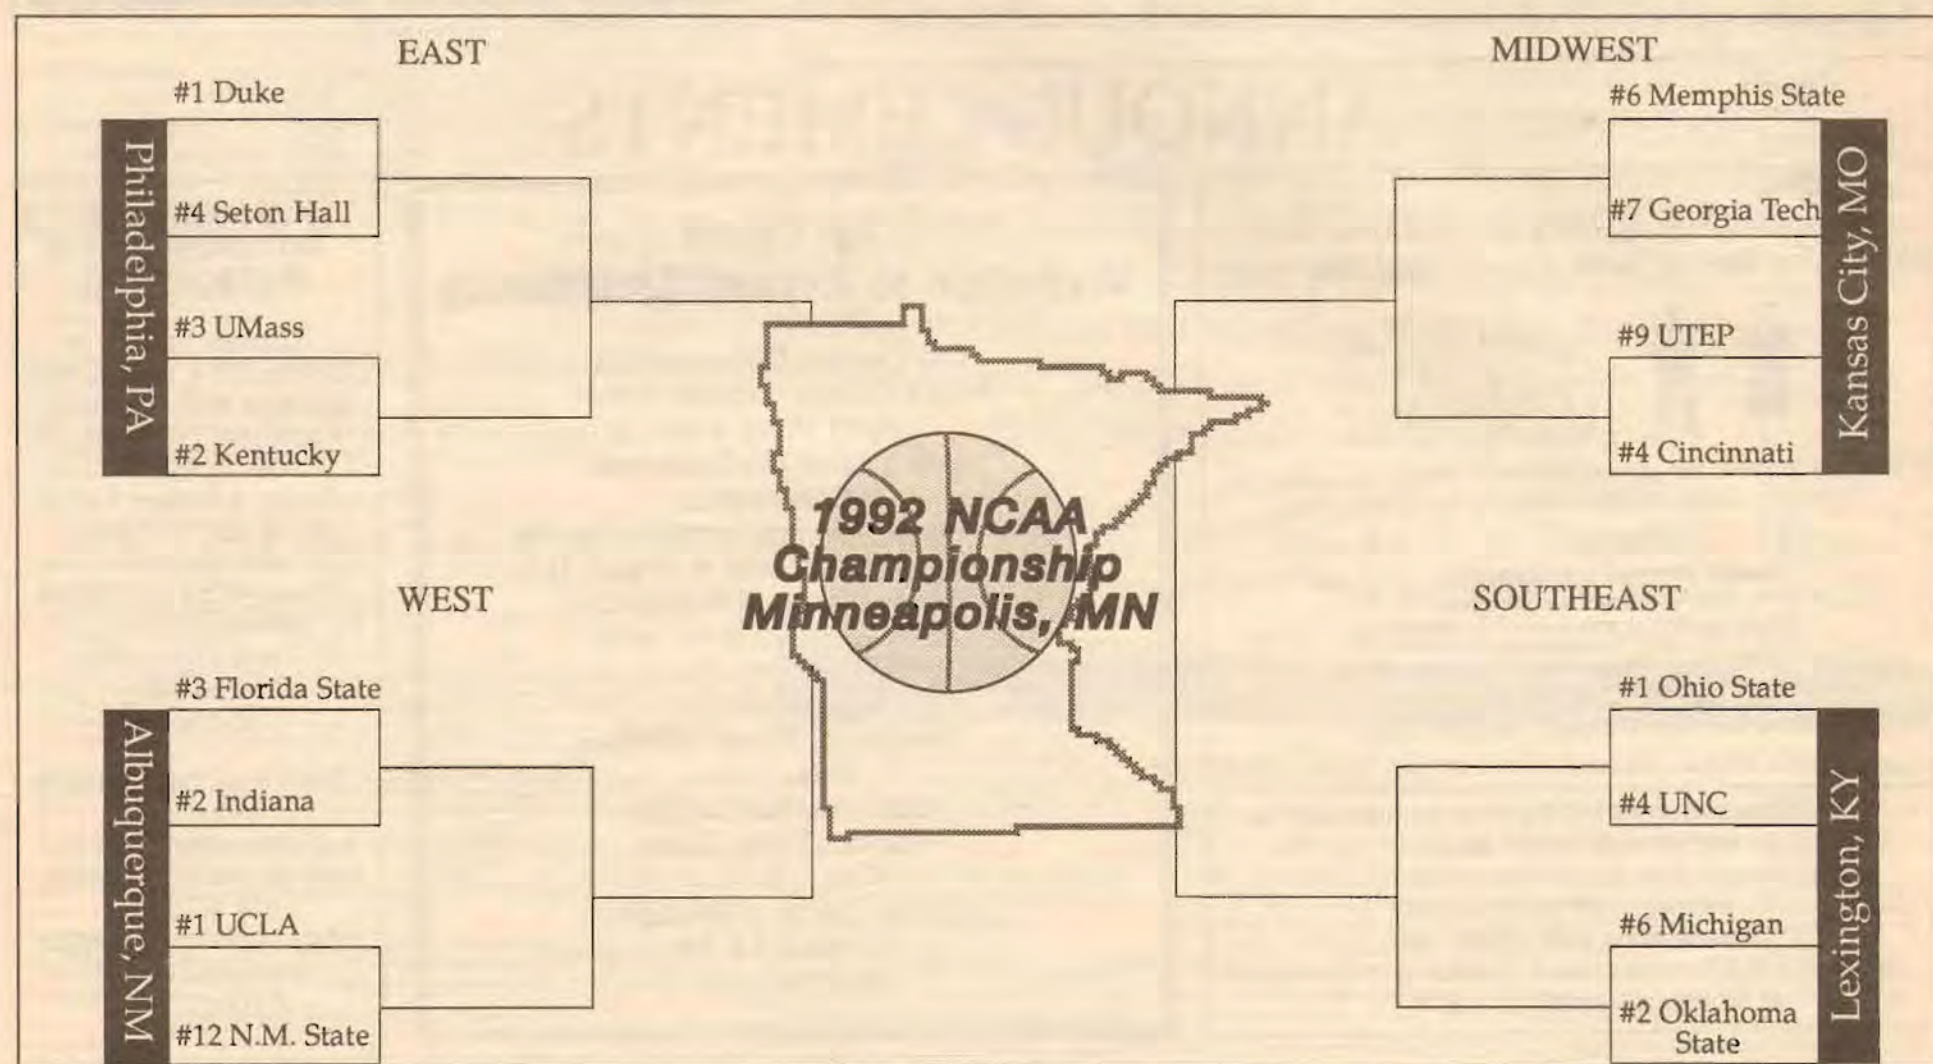 EAST
#1 Duke
#4 Seton Hall
#3 UMass
#2 Kentucky
Philadelphia, PA
WEST
#3 Florida State
#2 Indiana
#1 UCLA
#12 N.M. State
Albuquerque, NM
1992 NCAA
Championship
Minneapolis, MN
MIDWEST
#6 Memphis State
#7 Georgia Tech
#9 UTEP
#4 Cincinnati
Kansas City, MO
SOUTHEAST
#1 Ohio State
#4 UNC
#6 Michigan
#2 Oklahoma
State
Lexington, KY